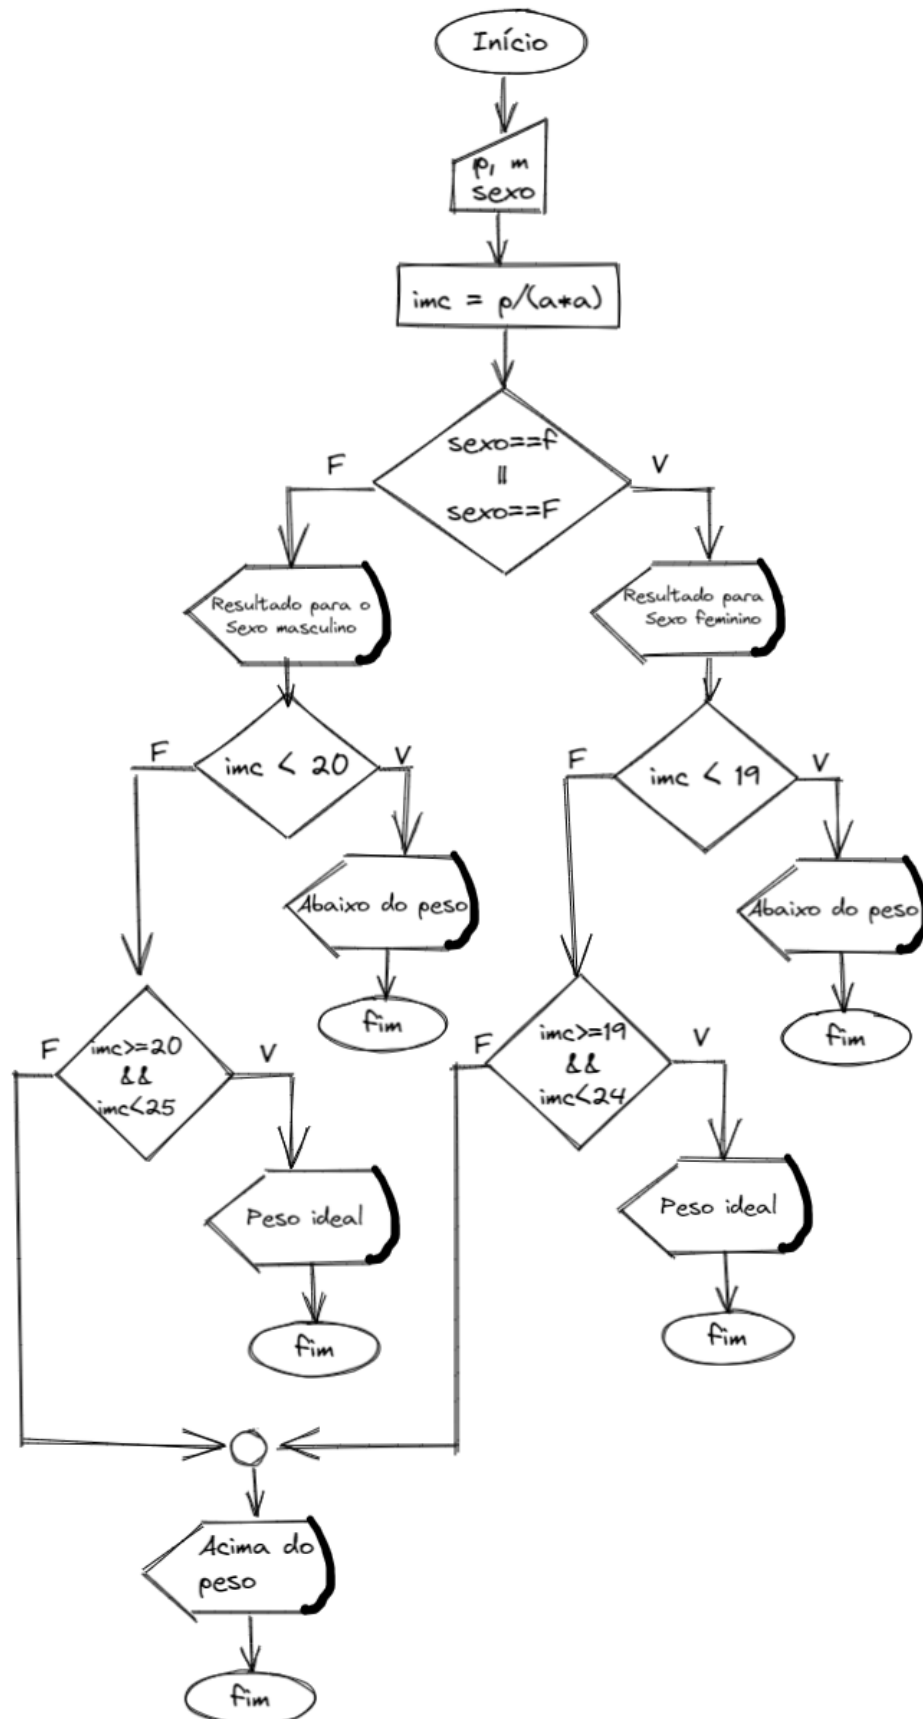 Início
p, m
sexo
imc = p/(a*a)
sexo==f
||
sexo==F
F
V
Resultado para o
Sexo masculino
Resultado para
Sexo feminino
F
imc < 20
V
F
imc < 19
V
Abaixo do peso
Abaixo do peso
fim
fim
F
imc>=20
&&
imc<25
V
F
imc>=19
&&
imc<24
V
Peso ideal
Peso ideal
fim
fim
Acima do
peso
fim